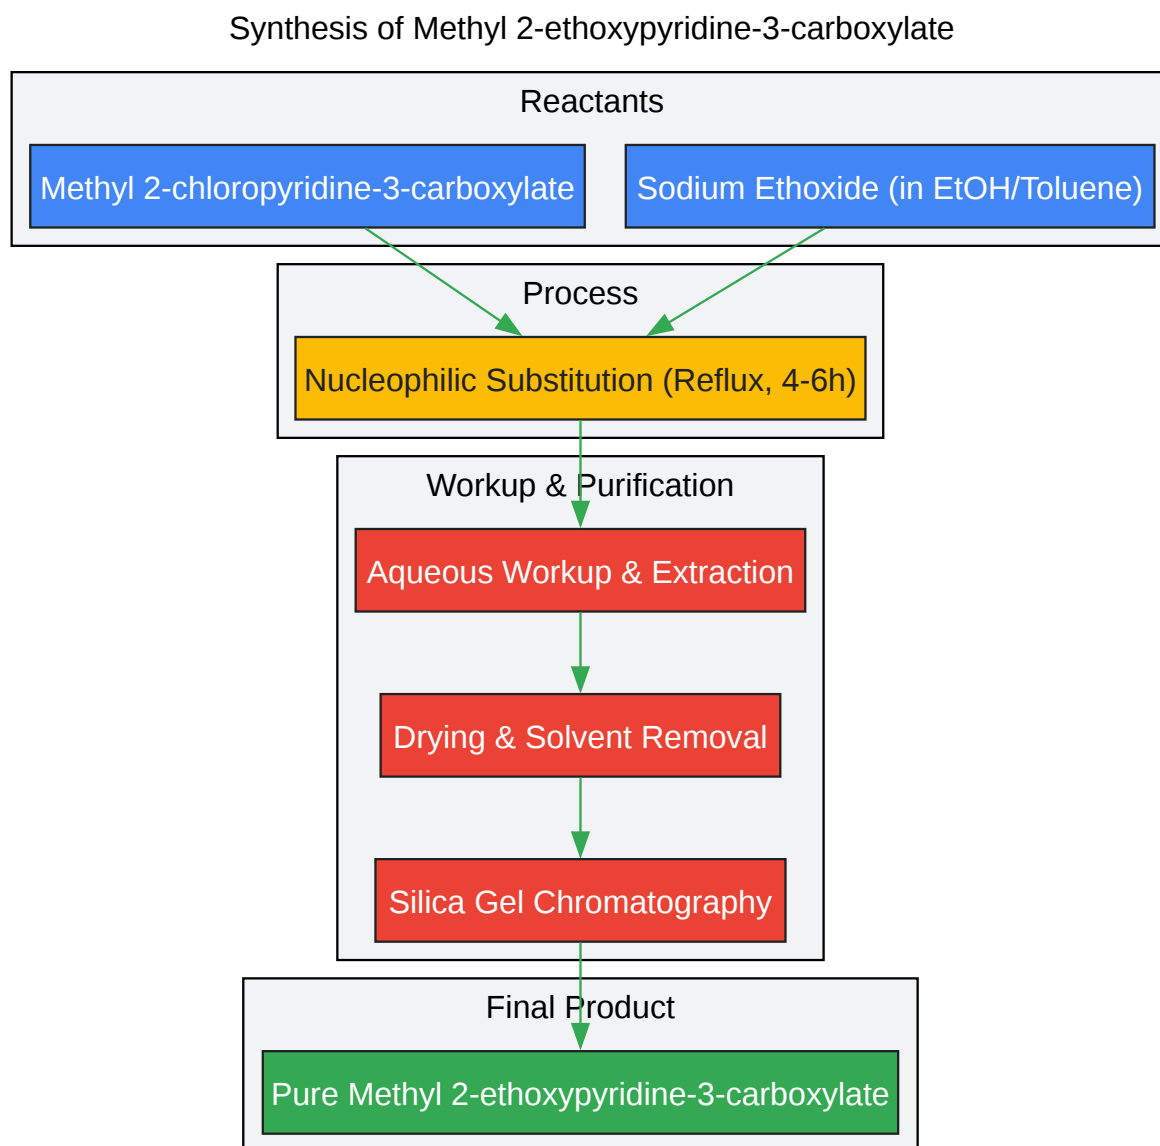 Synthesis of Methyl 2-ethoxypyridine-3-carboxylate
Reactants
Methyl 2-chloropyridine-3-carboxylate
Sodium Ethoxide (in EtOH/Toluene)
Process
Nucleophilic Substitution (Reflux, 4-6h)
Workup & Purification
Aqueous Workup & Extraction
Drying & Solvent Removal
Silica Gel Chromatography
Final Product
Pure Methyl 2-ethoxypyridine-3-carboxylate